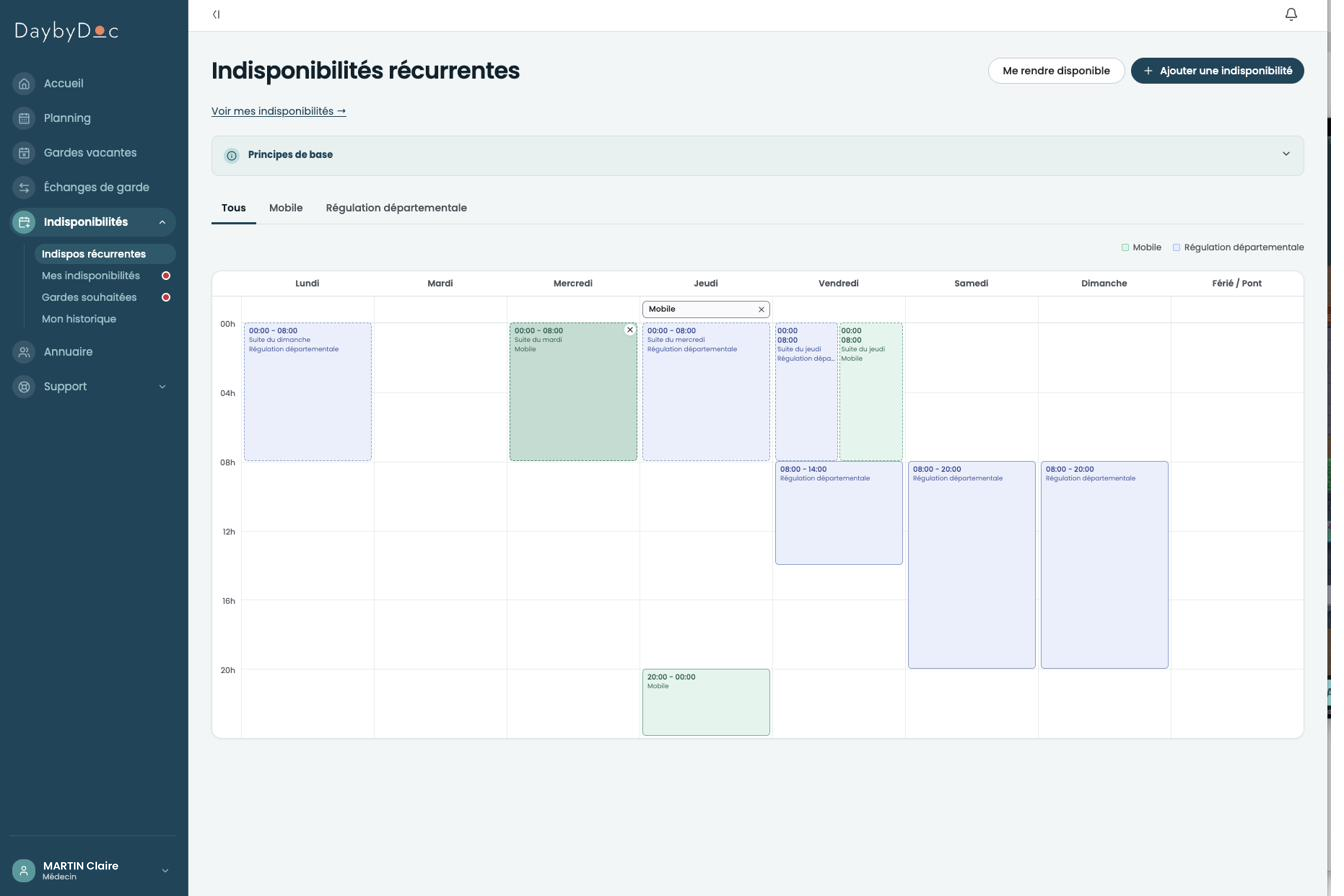 DaybyDoc
Accueil
Planning
Gardes vacantes
Échanges de garde
Indisponibilités
Indispos récurrentes
Mes indisponibilités
Gardes souhaitées
Mon historique
Annuaire
Support
MARTIN Claire
Médecin
Indisponibilités récurrentes
Me rendre disponible
+ Ajouter une indisponibilité
Voir mes indisponibilités →
Principes de base
Tous
Mobile
Régulation départementale
Mobile
Régulation départementale
Lundi
Mardi
Mercredi
Jeudi
Vendredi
Samedi
Dimanche
Férié / Pont
Mobile
00h
04h
08h
12h
16h
20h
00:00 - 08:00
Suite du dimanche
Régulation départementale
00:00 - 08:00
Suite du mardi
Mobile
00:00 - 08:00
Suite du mercredi
Régulation départementale
20:00 - 00:00
Mobile
00:00
08:00
Suite du jeudi
Régulation dépa...
00:00
08:00
Suite du jeudi
Mobile
08:00 - 14:00
Régulation départementale
08:00 - 20:00
Régulation départementale
08:00 - 20:00
Régulation départementale